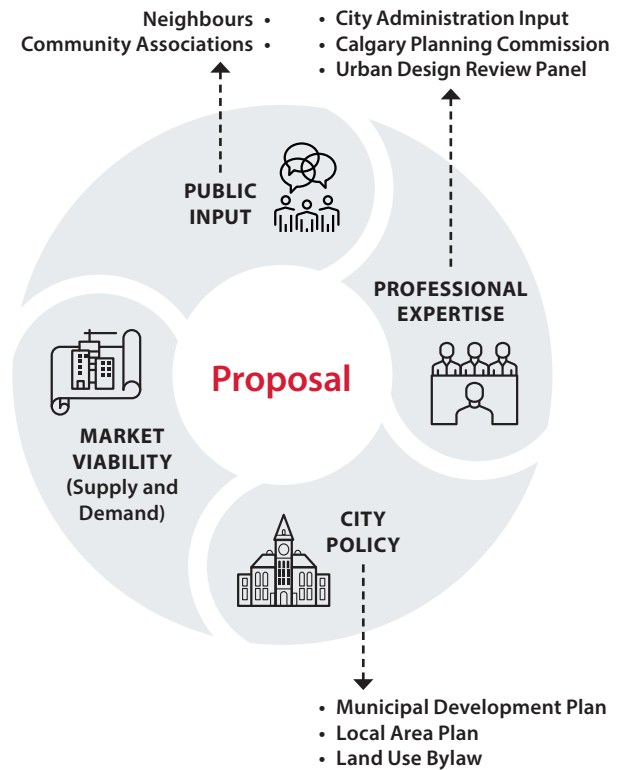 Neighbours •
Community Associations •
• City Administration Input
• Calgary Planning Commission
• Urban Design Review Panel
PUBLIC
INPUT
PROFESSIONAL
EXPERTISE
Proposal
MARKET
VIABILITY
(Supply and
Demand)
CITY
POLICY
• Municipal Development Plan
• Local Area Plan
• Land Use Bylaw